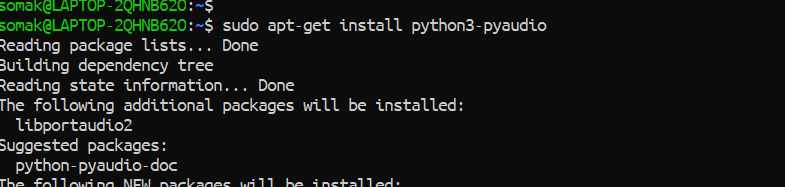 somak@LAPTOP-2QHNB620:~$
somak@LAPTOP-2QHNB620:~$ sudo apt-get install python3-pyaudio
Reading package lists... Done
Building dependency tree
Reading state information... Done
The following additional packages will be installed:
  libportaudio2
Suggested packages:
  python-pyaudio-doc
The following NEW packages will be installed: